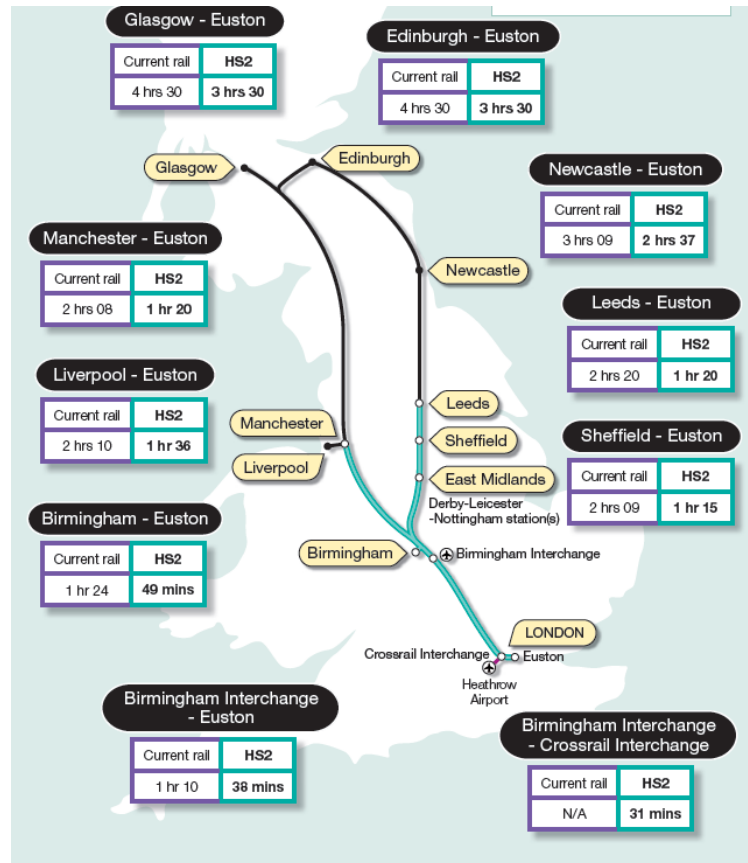 Glasgow - Euston
Current rail HS2
4 hrs 30 3 hrs 30
Edinburgh - Euston
Current rail HS2
4 hrs 30 3 hrs 30
Glasgow
Edinburgh
Newcastle - Euston
Current rail HS2
3 hrs 09 2 hrs 37
Manchester - Euston
Current rail HS2
2 hrs 08 1 hr 20
Newcastle
Leeds - Euston
Current rail HS2
2 hrs 20 1 hr 20
Liverpool - Euston
Current rail HS2
2 hrs 10 1 hr 36
Manchester
Liverpool
Leeds
Sheffield
East Midlands
Derby-Leicester
-Nottingham station(s)
Sheffield - Euston
Current rail HS2
2 hrs 09 1 hr 15
Birmingham - Euston
Current rail HS2
1 hr 24 49 mins
Birmingham
Birmingham Interchange
LONDON
Crossrail Interchange
Euston
Heathrow
Airport
Birmingham Interchange
- Euston
Current rail HS2
1 hr 10 38 mins
Birmingham Interchange
- Crossrail Interchange
Current rail HS2
N/A 31 mins